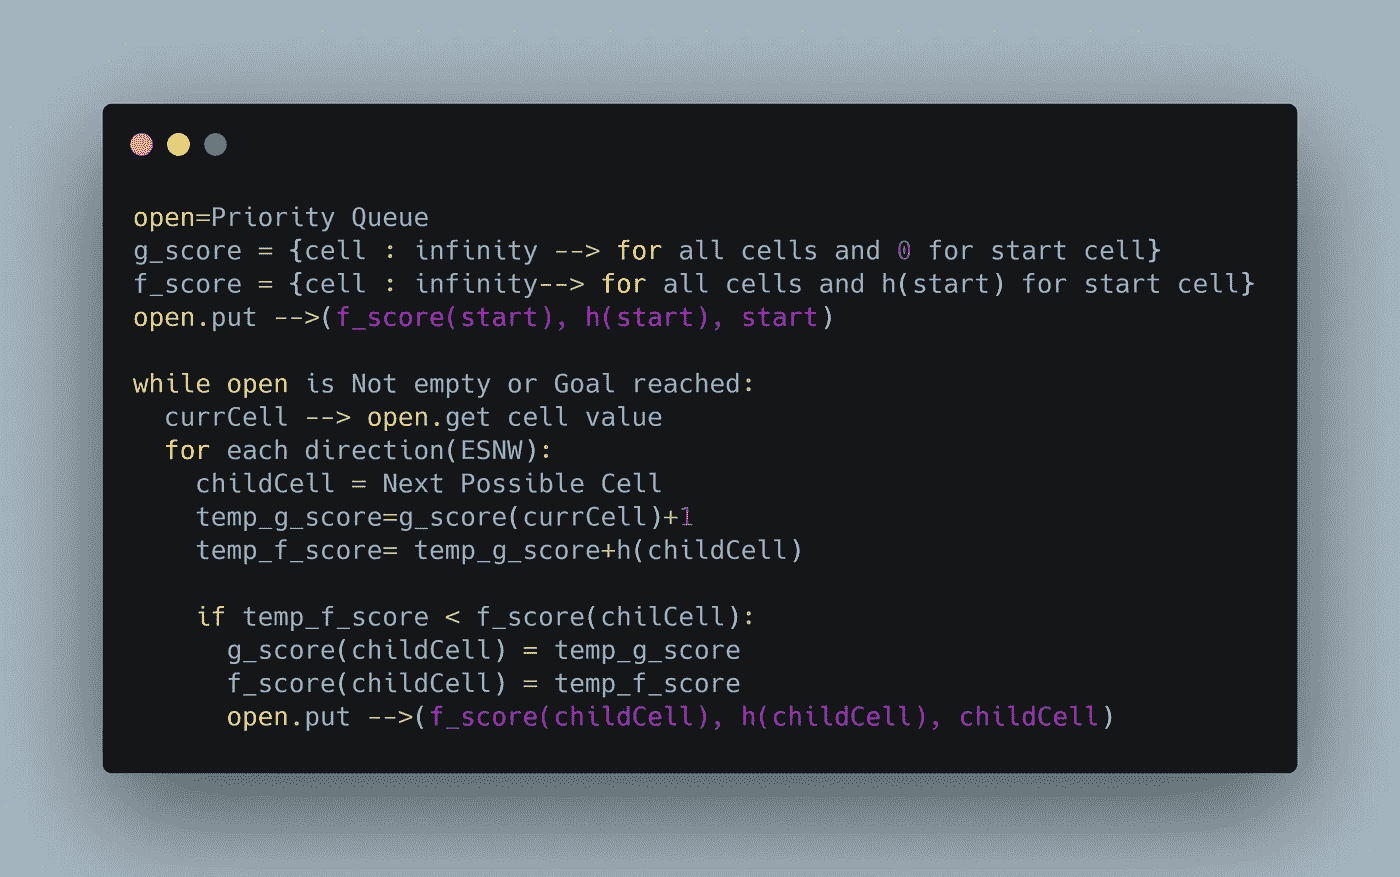 open=Priority Queue
g_score = {cell : infinity --> for all cells and 0 for start cell}
f_score = {cell : infinity--> for all cells and h(start) for start cell}
open.put -->(f_score(start), h(start), start)

while open is Not empty or Goal reached:
  currCell --> open.get cell value
  for each direction(ESNW):
    childCell = Next Possible Cell
    temp_g_score=g_score(currCell)+1
    temp_f_score= temp_g_score+h(childCell)

    if temp_f_score < f_score(chilCell):
      g_score(childCell) = temp_g_score
      f_score(childCell) = temp_f_score
      open.put -->(f_score(childCell), h(childCell), childCell)